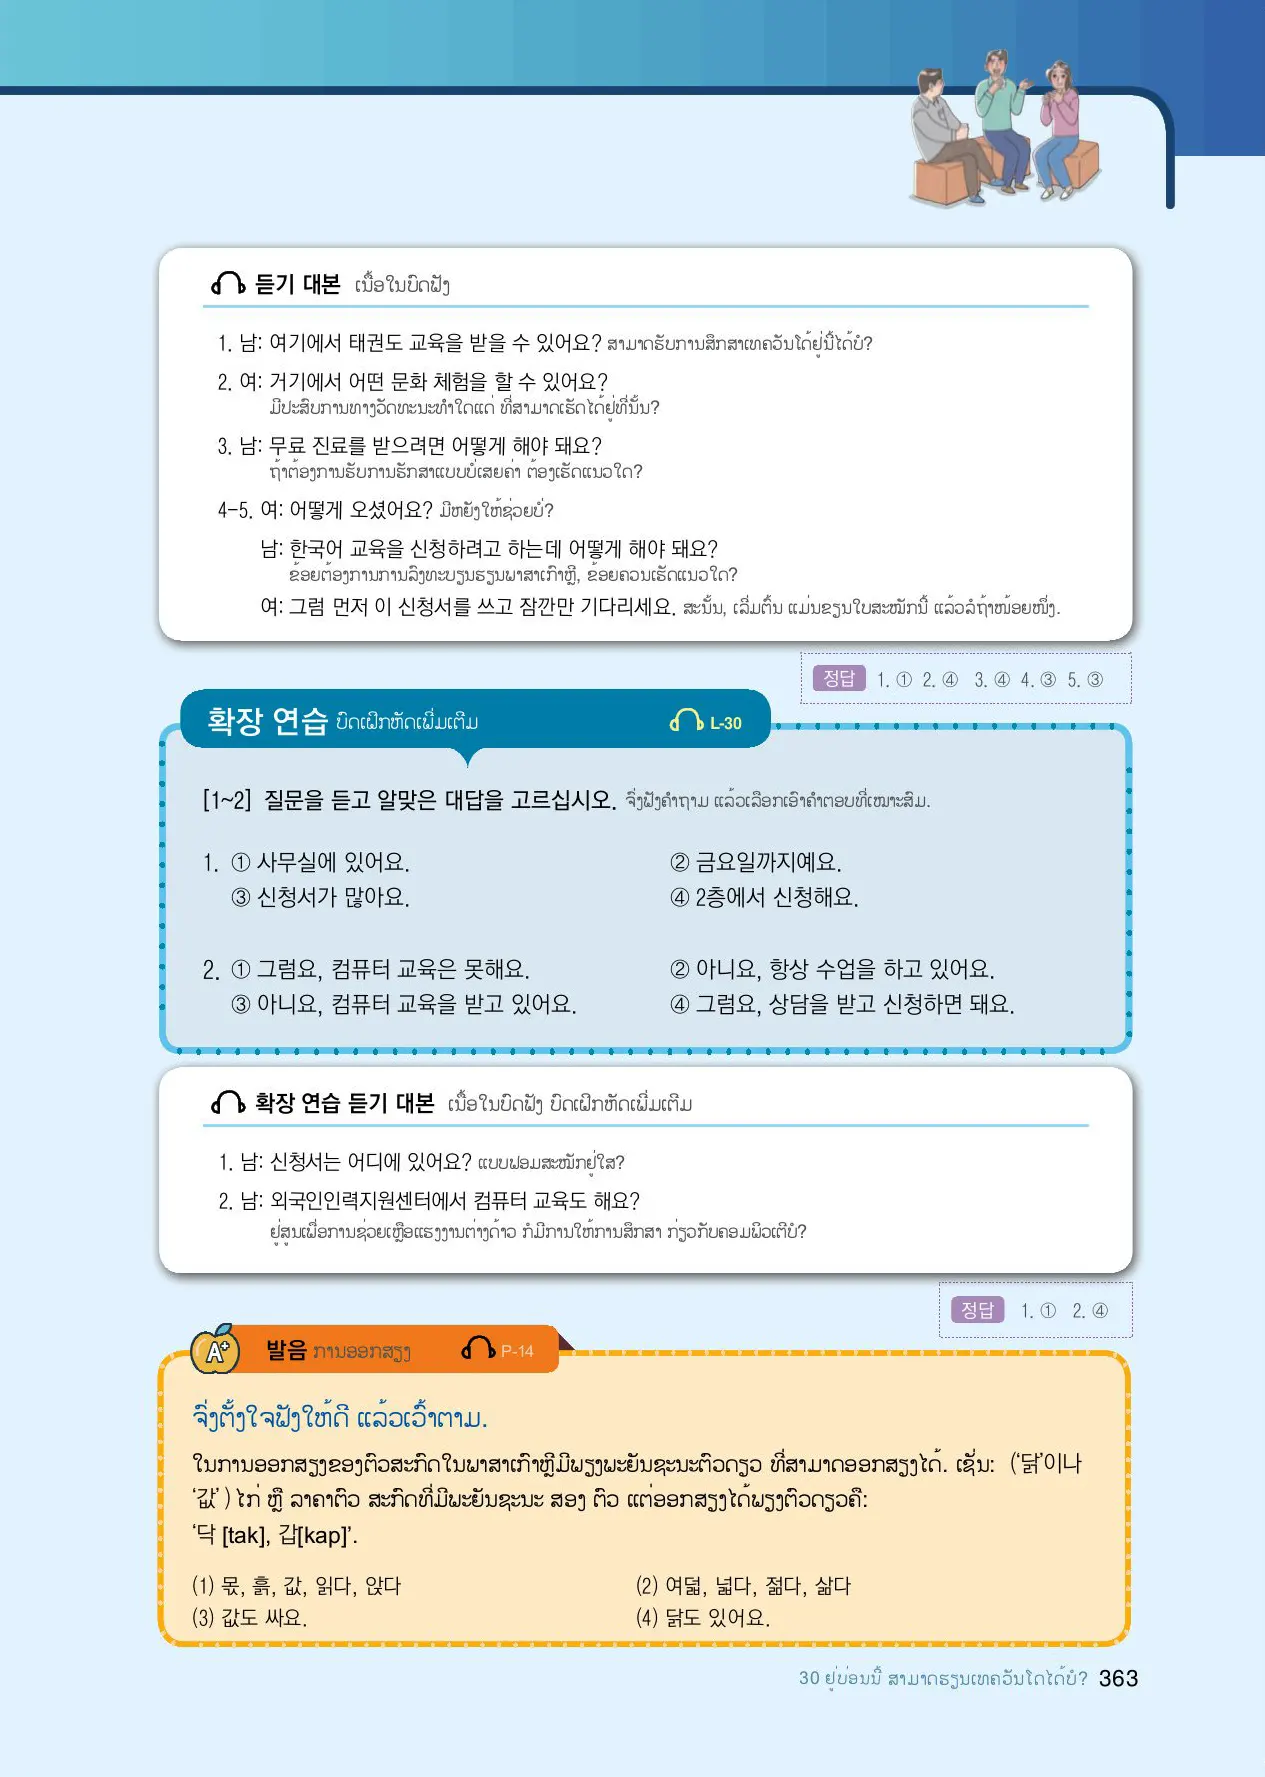 듣기 대본 ເນື້ອໃນບົດຟັງ
1. 남: 여기에서 태권도 교육을 받을 수 있어요? ສາມາດຮັບການສຶກສາເທຄວັນໂດ້ຢູ່ນີ້ໄດ້ບໍ?
2. 여: 거기에서 어떤 문화 체험을 할 수 있어요?
ມີປະສົບການທາງວັດທະນະທຳໃດແດ່ ທີ່ສາມາດເຮັດໄດ້ຢູ່ທີ່ນັ້ນ?
3. 남: 무료 진료를 받으려면 어떻게 해야 돼요?
ຖ້າຕ້ອງການຮັບການຮັກສາແບບບໍ່ເສຍຄ່າ ຕ້ອງເຮັດແນວໃດ?
4-5. 여: 어떻게 오셨어요? ມີຫຍັງໃຫ້ຊ່ວຍບໍ່?
남: 한국어 교육을 신청하려고 하는데 어떻게 해야 돼요?
ຂ້ອຍຕ້ອງການການລົງທະບຽນຮຽນພາສາເກົາຫຼີ, ຂ້ອຍຄວນເຮັດແນວໃດ?
여: 그럼 먼저 이 신청서를 쓰고 잠깐만 기다리세요. ສະນັ້ນ, ເລີ່ມຕົ້ນ ແມ່ນຂຽນໃບສະໝັກນີ້ ແລ້ວລໍຖ້າໜ້ອຍໜຶ່ງ.
정답 1. ① 2. ④ 3. ④ 4. ③ 5. ③
확장 연습 ບົດເຝີກຫັດເພີ່ມເຕີມ L-30
[1~2] 질문을 듣고 알맞은 대답을 고르십시오. ຈົ່ງຟັງຄຳຖາມ ແລ້ວເລືອກເອົາຄຳຕອບທີ່ເໝາະສົມ.
1. ① 사무실에 있어요. ② 금요일까지예요.
③ 신청서가 많아요. ④ 2층에서 신청해요.
2. ① 그럼요, 컴퓨터 교육은 못해요. ② 아니요, 항상 수업을 하고 있어요.
③ 아니요, 컴퓨터 교육을 받고 있어요. ④ 그럼요, 상담을 받고 신청하면 돼요.
확장 연습 듣기 대본 ເນື້ອໃນບົດຟັງ ບົດເຝິກຫັດເພີ່ມເຕີມ
1. 남: 신청서는 어디에 있어요? ແບບຟອມສະໝັກຢູ່ໃສ?
2. 남: 외국인인력지원센터에서 컴퓨터 교육도 해요?
ຢູ່ສູນເພື່ອການຊ່ວຍເຫຼືອແຮງງານຕ່າງດ້າວ ກໍມີການໃຫ້ການສຶກສາ ກ່ຽວກັບຄອມພິວເຕີບໍ?
정답 1. ① 2. ④
A+ 발음 ການອອກສຽງ P-14
ຈົ່ງຕັ້ງໃຈຟັງໃຫ້ດີ ແລ້ວເວົ້າຕາມ.
ໃນການອອກສຽງຂອງຕົວສະກົດໃນພາສາເກົາຫຼີມີພຽງພະຍັນຊະນະຕົວດຽວ ທີ່ສາມາດອອກສຽງໄດ້. ເຊັ່ນ: (‘닭’이나
‘값’ ) ໄກ່ ຫຼື ລາຄາຕົວ ສະກົດທີ່ມີພະຍັນຊະນະ ສອງ ຕົວ ແຕ່ອອກສຽງໄດ້ພຽງຕົວດຽວຄື:
‘닥 [tak], 갑[kap]’.
(1) 몫, 흙, 값, 읽다, 앉다 (2) 여덟, 넓다, 젊다, 삶다
(3) 값도 싸요. (4) 닭도 있어요.
30 ຢູ່ບ່ອນນີ້ ສາມາດຮຽນເທຄວັນໂດໄດ້ບໍ? 363